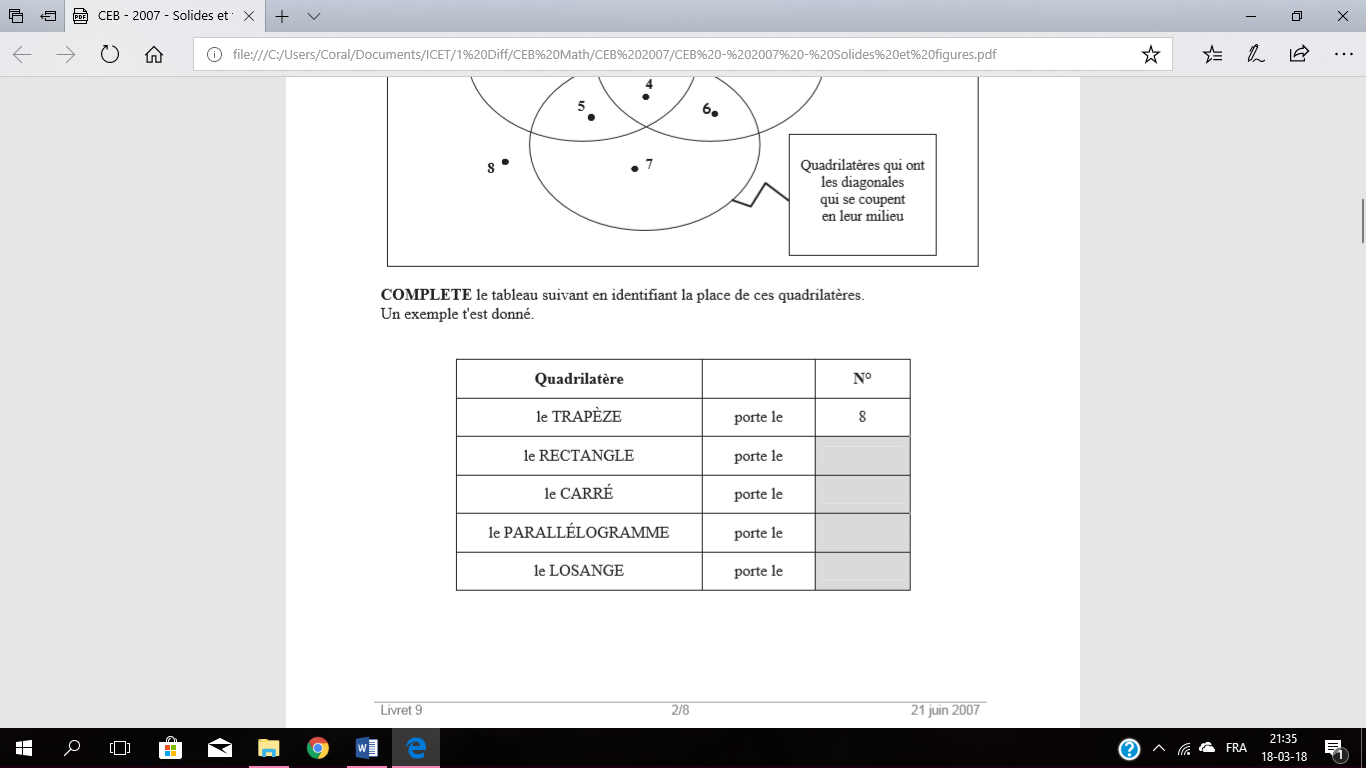 CEB - 2007 - Solides et
file:///C:/Users/Coral/Documents/ICET/1%20Diff/CEB%20Math/CEB%202007/CEB%20-%202007%20-%20Solides%20et%20figures.pdf
4
5
6
8
7
Quadrilatères qui ont
les diagonales
qui se coupent
en leur milieu
COMPLETE le tableau suivant en identifiant la place de ces quadrilatères.
Un exemple t'est donné.
Quadrilatère N°
le TRAPÈZE porte le 8
le RECTANGLE porte le
le CARRÉ porte le
le PARALLÉLOGRAMME porte le
le LOSANGE porte le
Livret 9 2/8 21 juin 2007
FRA
21:35
18-03-18
1